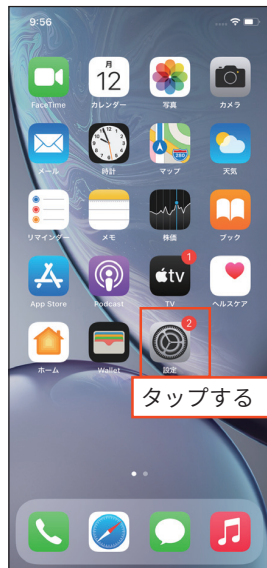 9:56
月
12
FaceTime
カレンダー
写真
カメラ
280
メール
時計
マップ
天気
リマインダー
メモ
株価
ブック
tv
1
App Store
Podcast
TV
ヘルスケア
2
ホーム
Wallet
設定
タップする